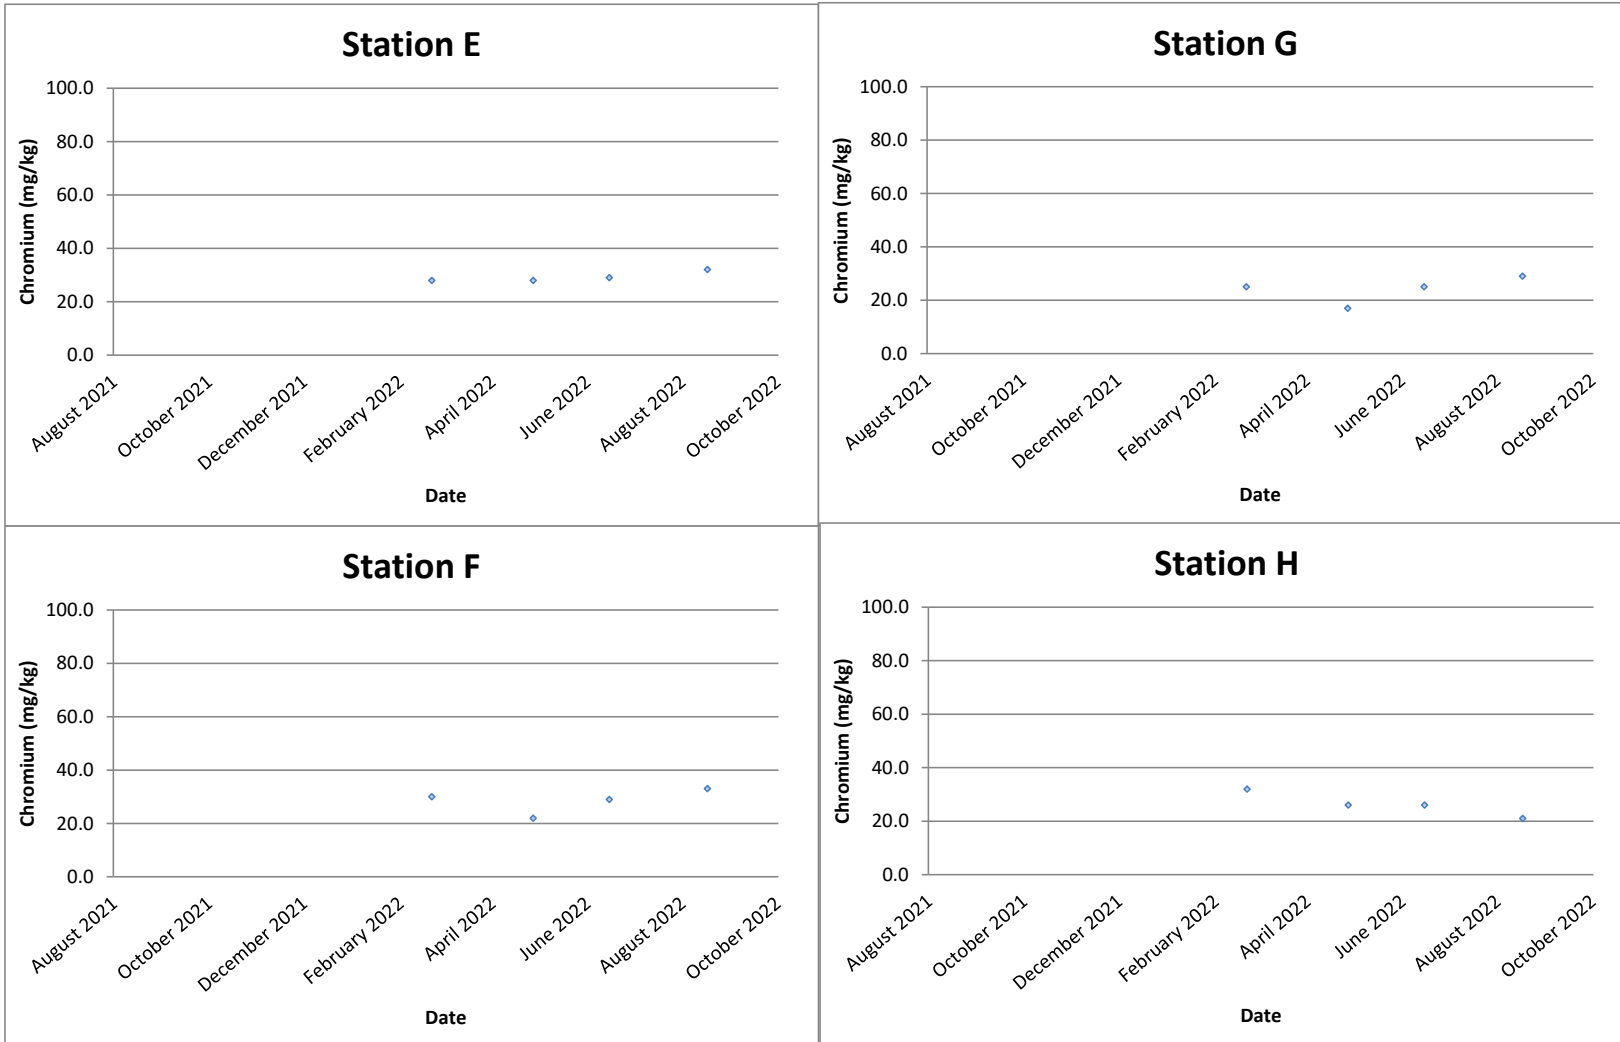 Station E
100.0
80.0
60.0
40.0
20.0
0.0
Chromium (mg/kg)
August 2021
October 2021
December 2021
February 2022
April 2022
June 2022
August 2022
October 2022
Date
Station G
100.0
80.0
60.0
40.0
20.0
0.0
Chromium (mg/kg)
August 2021
October 2021
December 2021
February 2022
April 2022
June 2022
August 2022
October 2022
Date
Station F
100.0
80.0
60.0
40.0
20.0
0.0
Chromium (mg/kg)
August 2021
October 2021
December 2021
February 2022
April 2022
June 2022
August 2022
October 2022
Date
Station H
100.0
80.0
60.0
40.0
20.0
0.0
Chromium (mg/kg)
August 2021
October 2021
December 2021
February 2022
April 2022
June 2022
August 2022
October 2022
Date